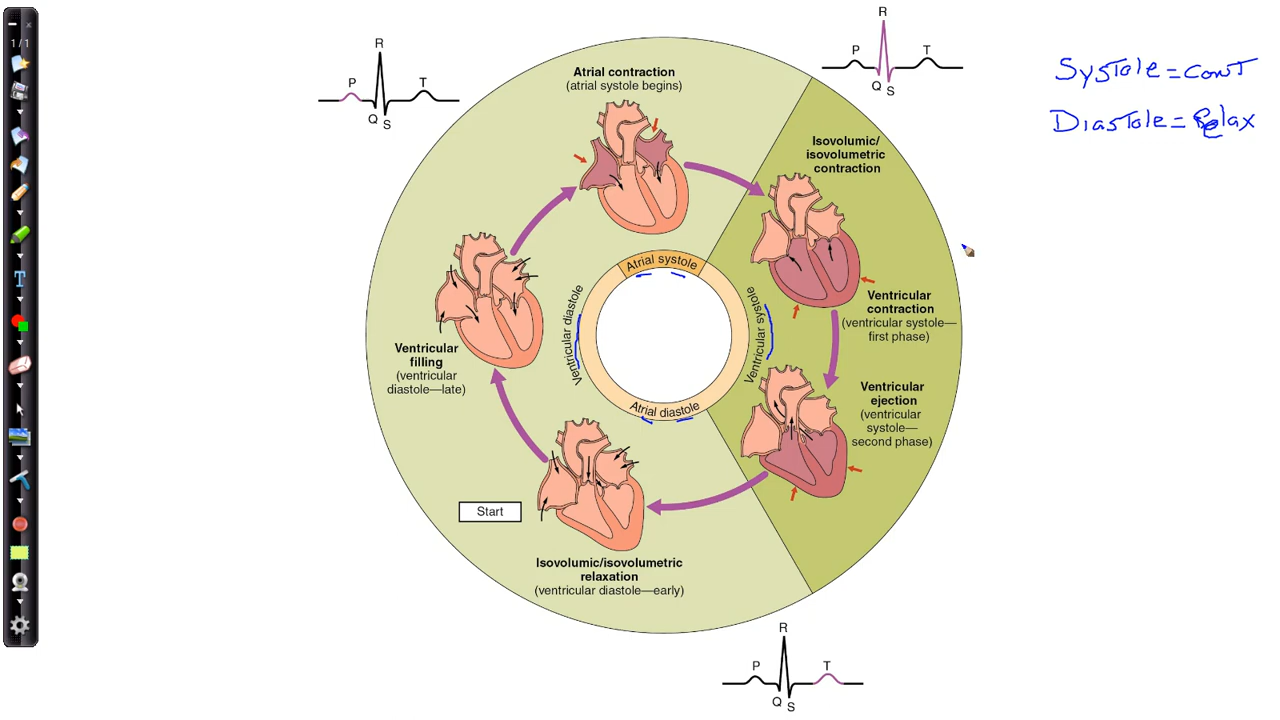 1/1
R
P
T
Q
S
R
P
T
Q
S
Systole = Cont
Diastole = Relax
Atrial contraction
(atrial systole begins)
Isovolumic/
isovolumetric
contraction
Ventricular
contraction
(ventricular systole—
first phase)
Ventricular
ejection
(ventricular
systole—
second phase)
Isovolumic/isovolumetric
relaxation
(ventricular diastole—early)
Start
Ventricular
filling
(ventricular
diastole—late)
Atrial systole
Ventricular systole
Atrial diastole
Ventricular diastole
R
P
T
Q
S